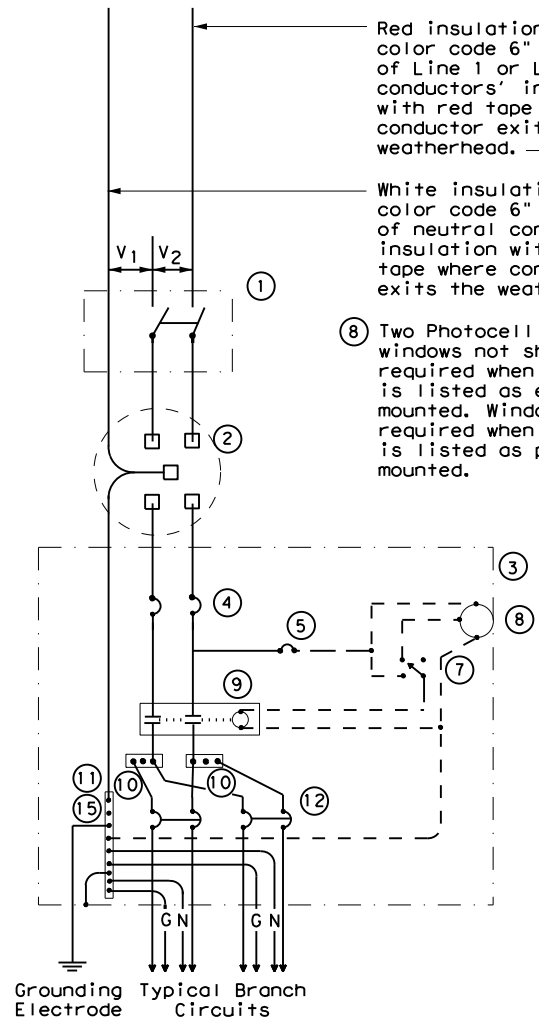 Red insulation
color code 6"
of Line 1 or L
conductors' in
with red tape
conductor exit
weatherhead.
White insulati
color code 6"
of neutral con
insulation wit
tape where con
exits the weat
V1 V2
1
8 Two Photocell
windows not sh
required when
is listed as e
mounted. Windo
required when
is listed as p
mounted.
2
3
4
5
8
7
9
11
10
10
15
12
G N
G N
Grounding
Electrode
Typical Branch
Circuits